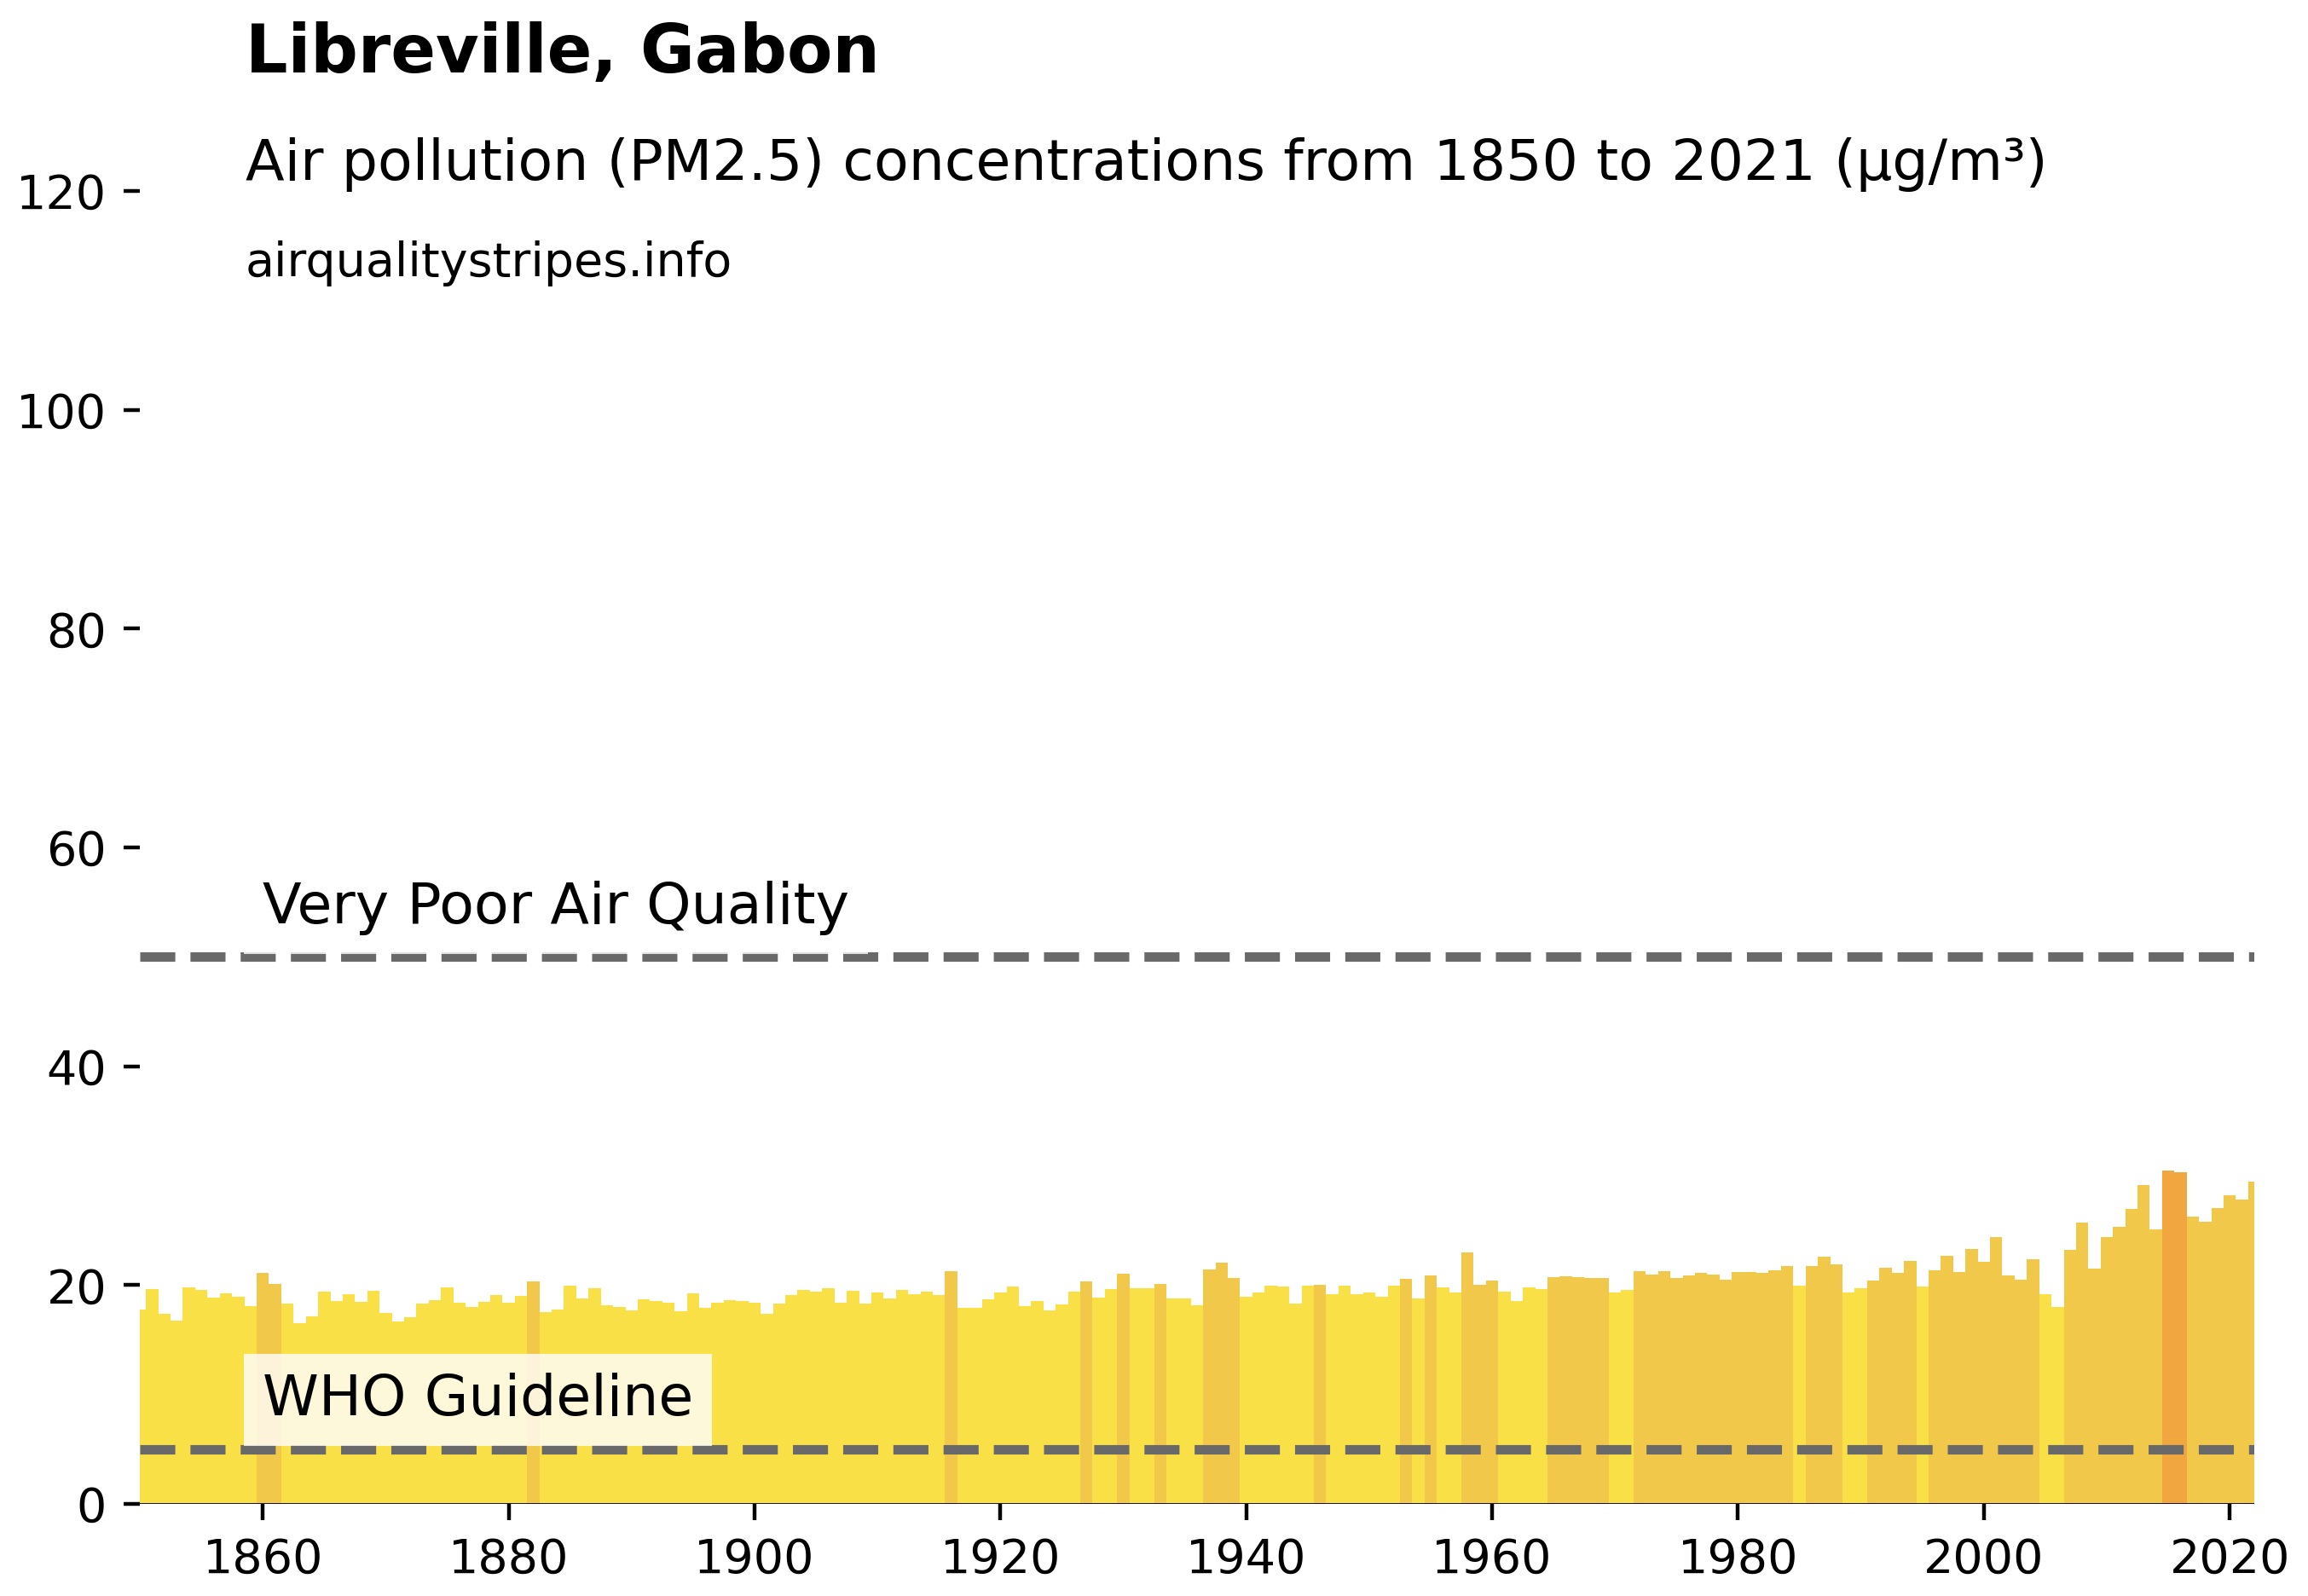 Libreville, Gabon
Air pollution (PM2.5) concentrations from 1850 to 2021 (μg/m³)
airqualitystripes.info
120
100
80
60
Very Poor Air Quality
40
20
WHO Guideline
0
1860 1880 1900 1920 1940 1960 1980 2000 2020